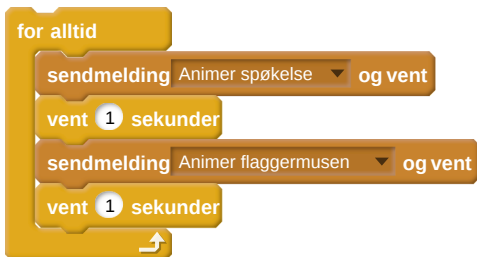 for alltid
sendmelding Animer spøkelse og vent
vent 1 sekunder
sendmelding Animer flaggermusen og vent
vent 1 sekunder